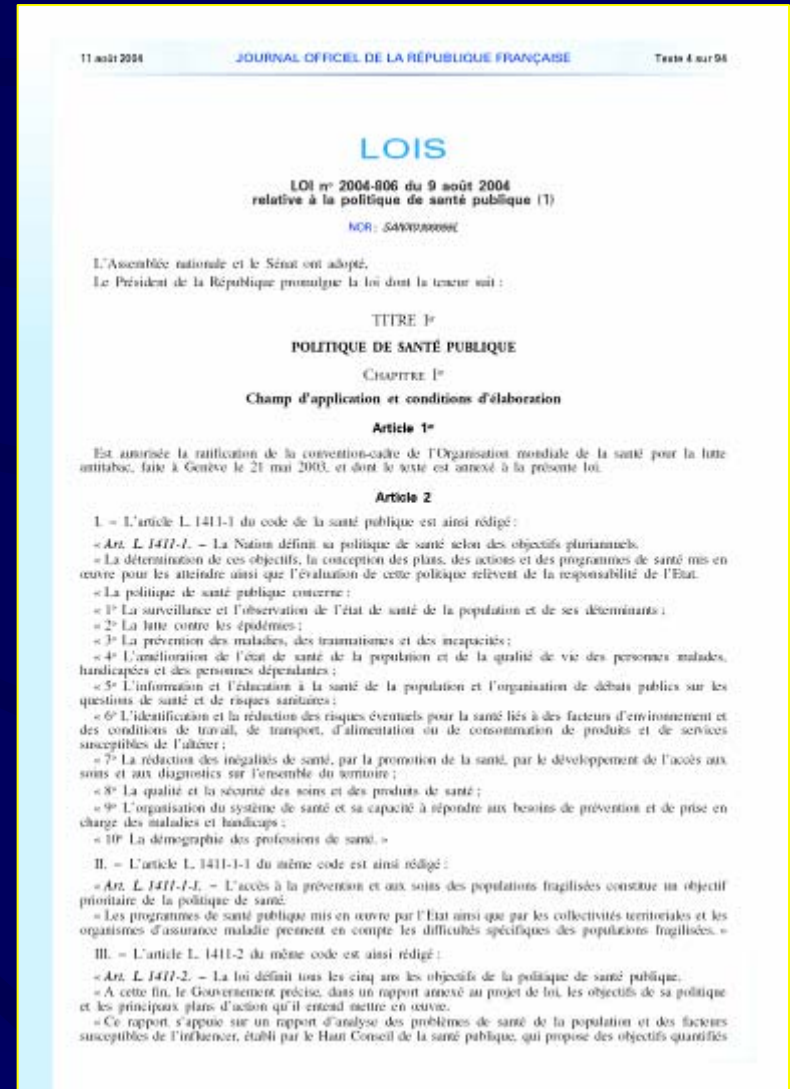 11 août 2004 JOURNAL OFFICIEL DE LA RÉPUBLIQUE FRANÇAISE Texte 4 sur 94
LOIS
LOI nº 2004-806 du 9 août 2004
relative à la politique de santé publique (1)
NOR :
L'Assemblée nationale et le Sénat ont adopté,
Le Président de la République promulgue la loi dont la teneur suit :
TITRE Iᵉʳ
POLITIQUE DE SANTÉ PUBLIQUE
CHAPITRE Iᵉʳ
Champ d'application et conditions d'élaboration
Article 1ᵉʳ
Est autorisée la ratification de la convention-cadre de l'Organisation mondiale de la santé pour la lutte
antitabac, faite à Genève le 21 mai 2003, et dont le texte est annexé à la présente loi.
Article 2
I. – L'article L. 1411-1 du code de la santé publique est ainsi rédigé :
« Art. L. 1411-1. – La Nation définit sa politique de santé selon des objectifs pluriannuels.
« La détermination de ces objectifs, la conception des plans, des actions et des programmes de santé mis en
œuvre pour les atteindre ainsi que l'évaluation de cette politique relèvent de la responsabilité de l'Etat.
« La politique de santé publique concerne :
« 1º La surveillance et l'observation de l'état de santé de la population et de ses déterminants ;
« 2º La lutte contre les épidémies ;
« 3º La prévention des maladies, des traumatismes et des incapacités ;
« 4º L'amélioration de l'état de santé de la population et de la qualité de vie des personnes malades,
handicapées et des personnes dépendantes ;
« 5º L'information et l'éducation à la santé de la population et l'organisation de débats publics sur les
questions de santé et de risques sanitaires ;
« 6º L'identification et la réduction des risques éventuels pour la santé liés à des facteurs d'environnement et
des conditions de travail, de transport, d'alimentation ou de consommation de produits et de services
susceptibles de l'altérer ;
« 7º La réduction des inégalités de santé, par la promotion de la santé, par le développement de l'accès aux
soins et aux diagnostics sur l'ensemble du territoire ;
« 8º La qualité et la sécurité des soins et des produits de santé ;
« 9º L'organisation du système de santé et sa capacité à répondre aux besoins de prévention et de prise en
charge des maladies et handicaps ;
« 10º La démographie des professions de santé. »
II. – L'article L. 1411-1-1 du même code est ainsi rédigé :
« Art. L. 1411-1-1. – L'accès à la prévention et aux soins des populations fragilisées constitue un objectif
prioritaire de la politique de santé.
« Les programmes de santé publique mis en œuvre par l'Etat ainsi que par les collectivités territoriales et les
organismes d'assurance maladie prennent en compte les difficultés spécifiques des populations fragilisées. »
III. – L'article L. 1411-2 du même code est ainsi rédigé :
« Art. L. 1411-2. – La loi définit tous les cinq ans les objectifs de la politique de santé publique.
« A cette fin, le Gouvernement précise, dans un rapport annexé au projet de loi, les objectifs de sa politique
et les principaux plans d'action qu'il entend mettre en œuvre.
« Ce rapport s'appuie sur un rapport d'analyse des problèmes de santé de la population et des facteurs
susceptibles de l'influencer, établi par le Haut Conseil de la santé publique, qui propose des objectifs quantifiés